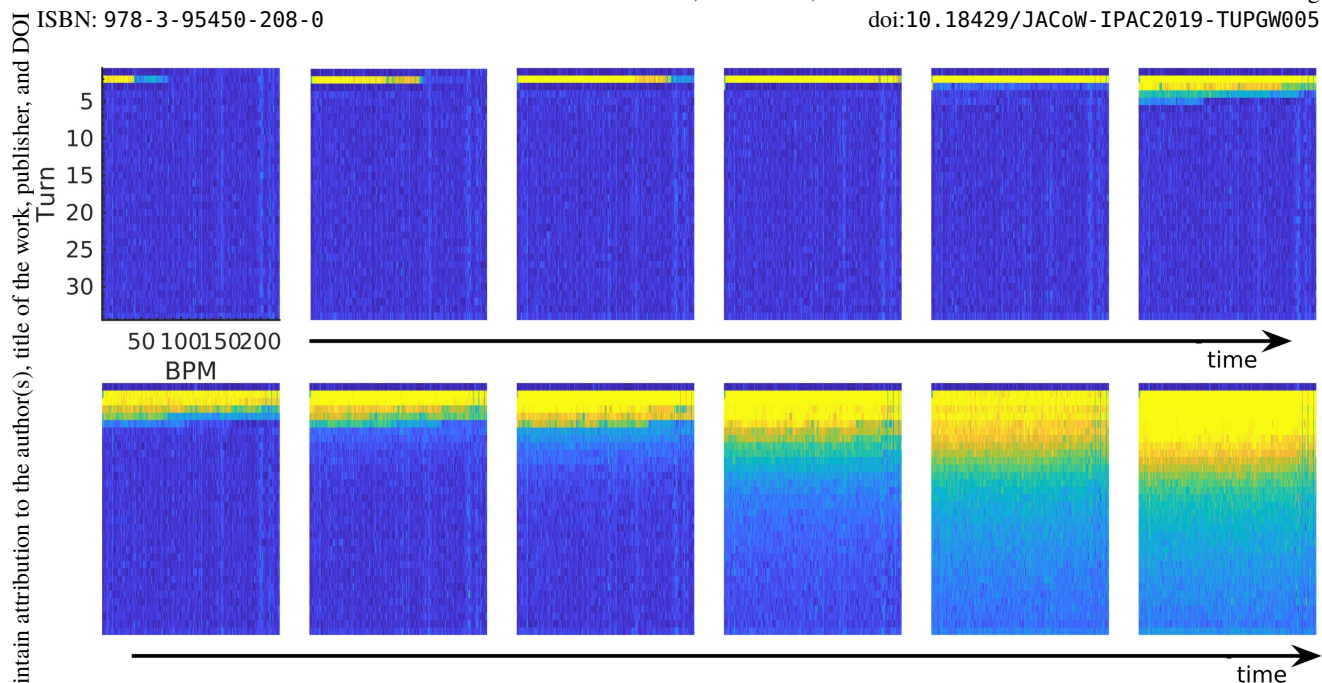 ISBN: 978-3-95450-208-0
doi:10.18429/JACoW-IPAC2019-TUPGW005
intain attribution to the author(s), title of the work, publisher, and DOI
Turn
5
10
15
20
25
30
50 100150200
BPM
time
time